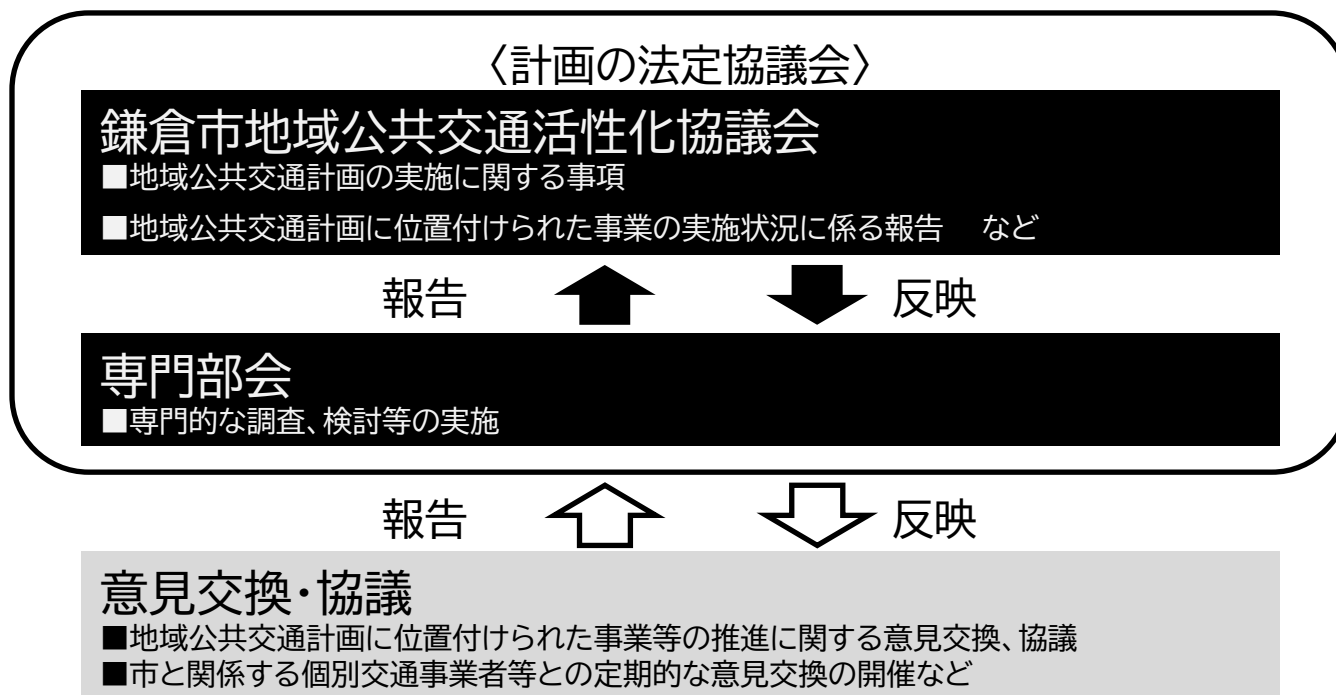 〈計画の法定協議会〉
鎌倉市地域公共交通活性化協議会
■地域公共交通計画の実施に関する事項
■地域公共交通計画に位置付けられた事業の実施状況に係る報告　など
報告 反映
専門部会
■専門的な調査、検討等の実施
報告 反映
意見交換・協議
■地域公共交通計画に位置付けられた事業等の推進に関する意見交換、協議
■市と関係する個別交通事業者等との定期的な意見交換の開催など